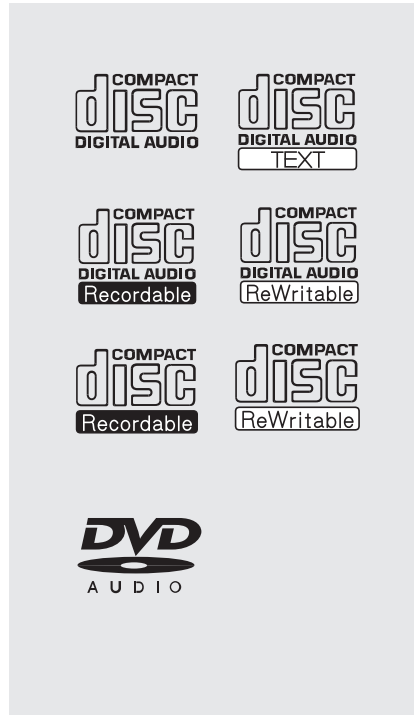 COMPACT
disc
DIGITAL AUDIO
COMPACT
disc
DIGITAL AUDIO
TEXT
COMPACT
disc
DIGITAL AUDIO
Recordable
COMPACT
disc
DIGITAL AUDIO
ReWritable
COMPACT
disc
Recordable
COMPACT
disc
ReWritable
DVD
AUDIO